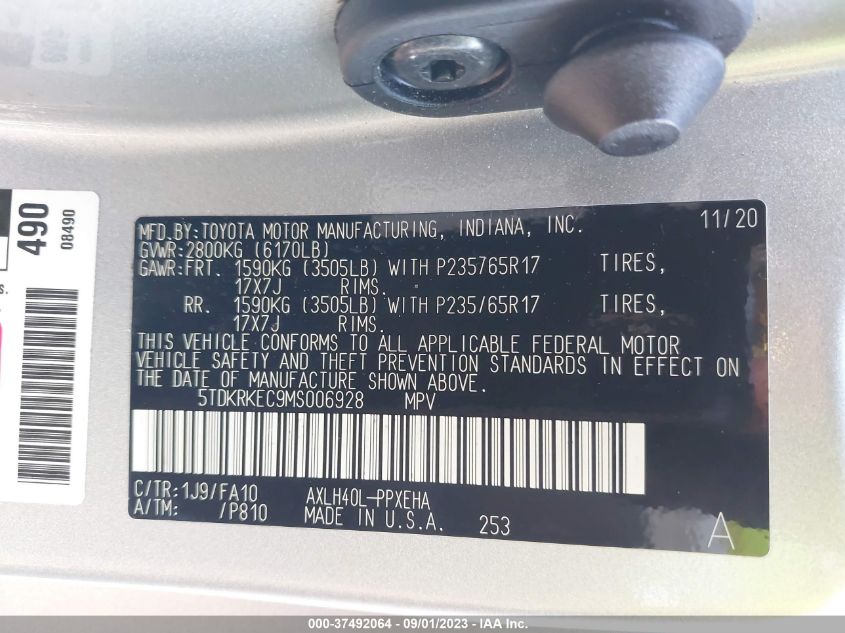 490
08490
s.
MFD.BY:TOYOTA MOTOR MANUFACTURING, INDIANA, INC. 11/20
GVWR:2800KG (6170LB)
GAWR:FRT. 1590KG (3505LB) WITH P235/65R17 TIRES,
17X7J RIMS.
RR. 1590KG (3505LB) WITH P235/65R17 TIRES,
17X7J RIMS.
THIS VEHICLE CONFORMS TO ALL APPLICABLE FEDERAL MOTOR
VEHICLE SAFETY AND THEFT PREVENTION STANDARDS IN EFFECT ON
THE DATE OF MANUFACTURE SHOWN ABOVE.
5TDKRKEC9MS006928 MPV
C/TR:1J9/FA10 AXLH40L-PPXEHA
A/TM: /P810 MADE IN U.S.A. 253 A
000-37492064 - 09/01/2023 - IAA Inc.